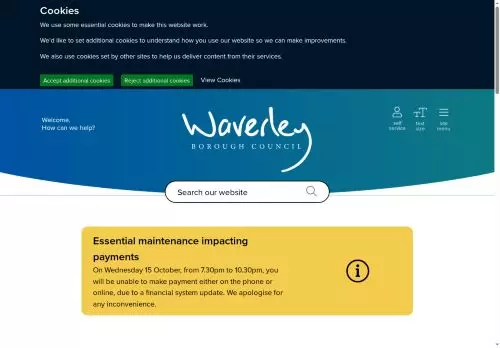 Cookies
We use some essential cookies to make this website work.
We'd like to set additional cookies to understand how you use our website so we can make improvements.
We also use cookies set by other sites to help us deliver content from their services.
Accept additional cookies
Reject additional cookies
View Cookies
Welcome.
How can we help?
Waverley
BOROUGH COUNCIL
self
service
text
size
top
menu
Search our website
Essential maintenance impacting
payments
On Wednesday 15 October, from 7.30pm to 10.30pm, you
will be unable to make payment either on the phone or
online, due to a financial system update. We apologise for
any inconvenience.